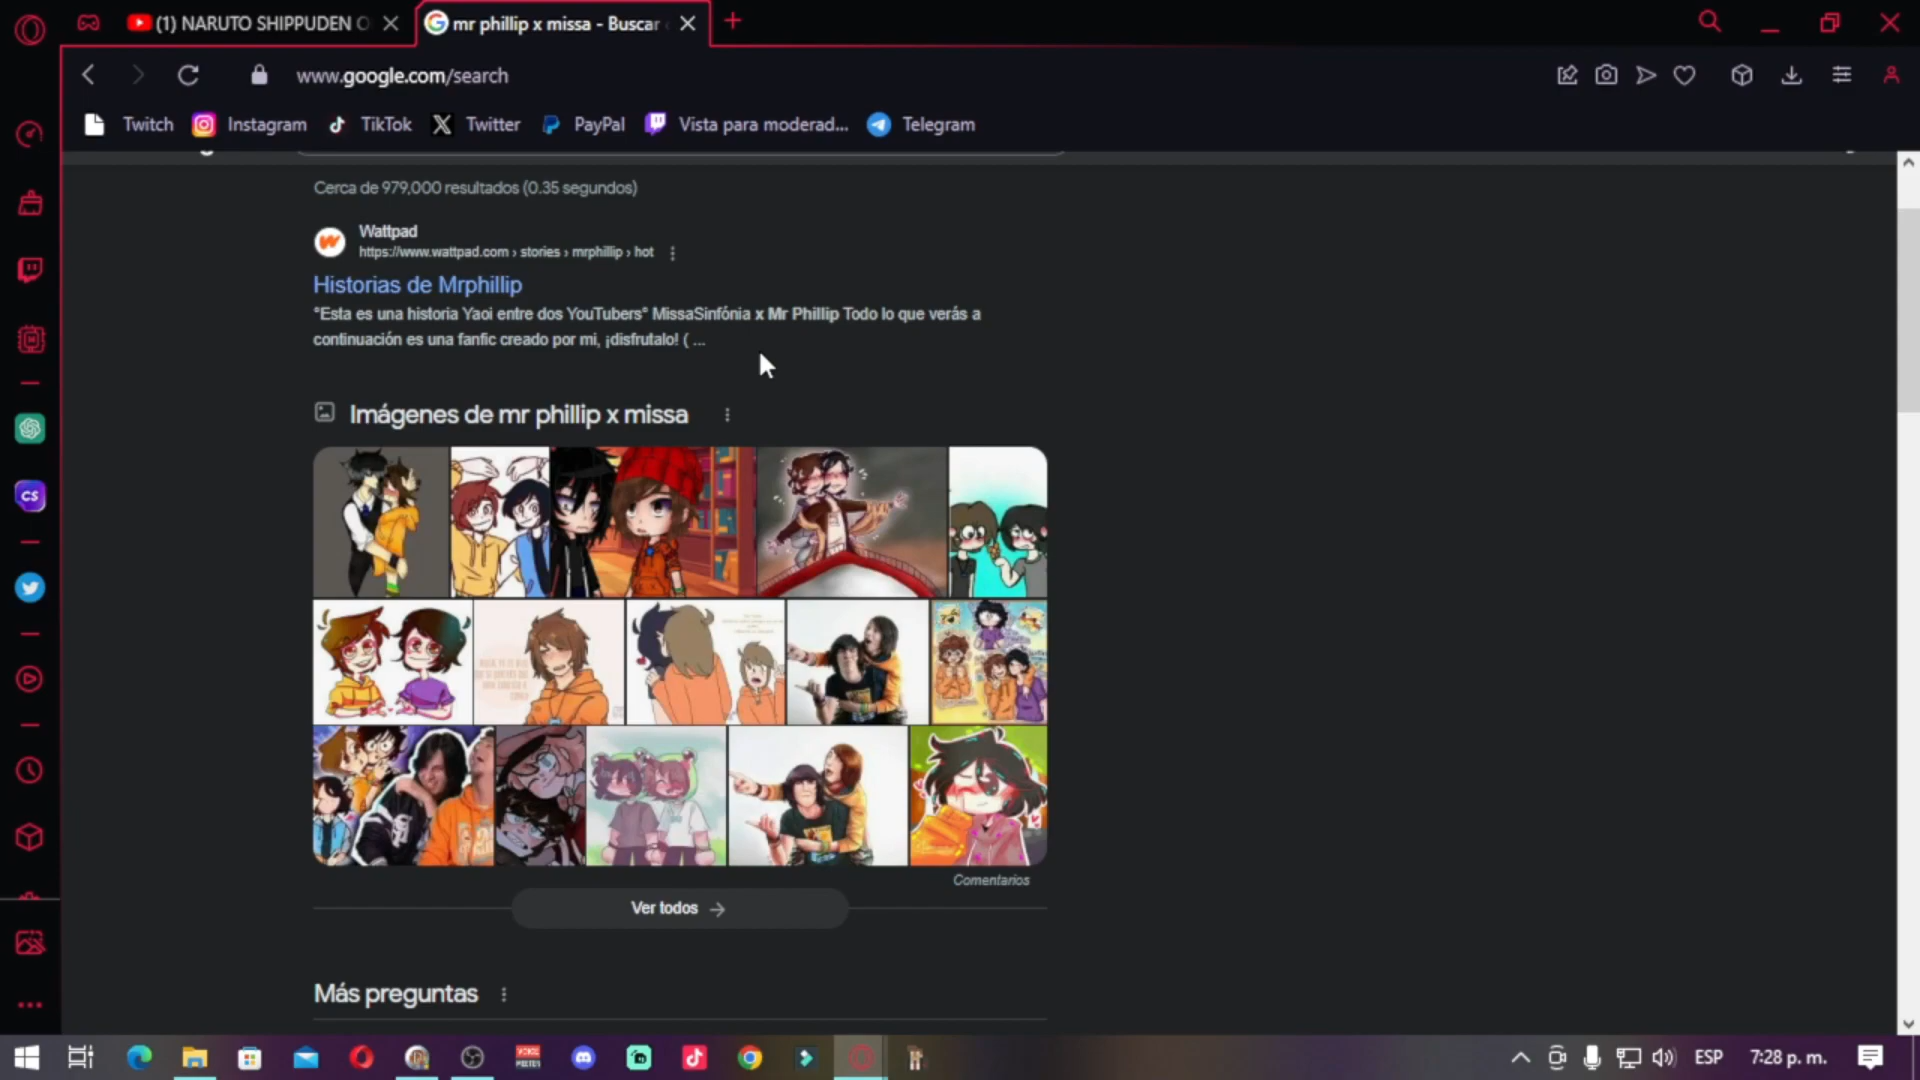 (1) NARUTO SHIPPUDEN O
mr phillip x missa - Buscar
www.google.com/search
Twitch
Instagram
TikTok
Twitter
PayPal
Vista para moderad...
Telegram
Cerca de 979,000 resultados (0.35 segundos)
Wattpad
https://www.wattpad.com › stories › mrphillip › hot
Historias de Mrphillip
"Esta es una historia Yaoi entre dos YouTubers" MissaSinfónia x Mr Phillip Todo lo que verás a
continuación es una fanfic creado por mi, ¡disfrutalo! ( ...
Imágenes de mr phillip x missa
Comentarios
Ver todos
Más preguntas
CS
ESP
7:28 p. m.